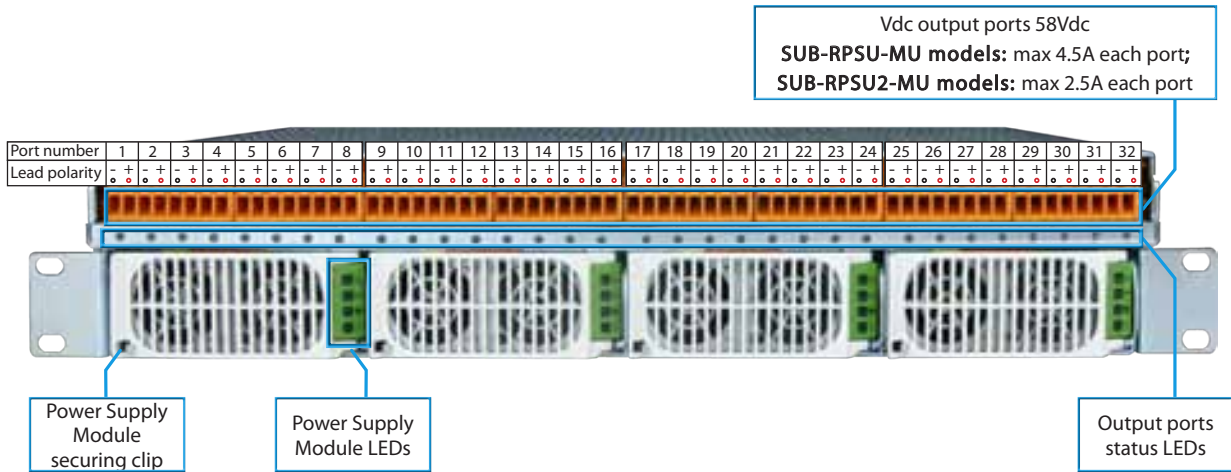 Vdc output ports 58Vdc
SUB-RPSU-MU models: max 4.5A each port;
SUB-RPSU2-MU models: max 2.5A each port
Port number 1 2 3 4 5 6 7 8 9 10 11 12 13 14 15 16 17 18 19 20 21 22 23 24 25 26 27 28 29 30 31 32
Lead polarity - + - + - + - + - + - + - + - + - + - + - + - + - + - + - + - + - + - + - + - + - + - + - + - + - + - + - + - + - + - + - + - +
Power Supply
Module
securing clip
Power Supply
Module LEDs
Output ports
status LEDs